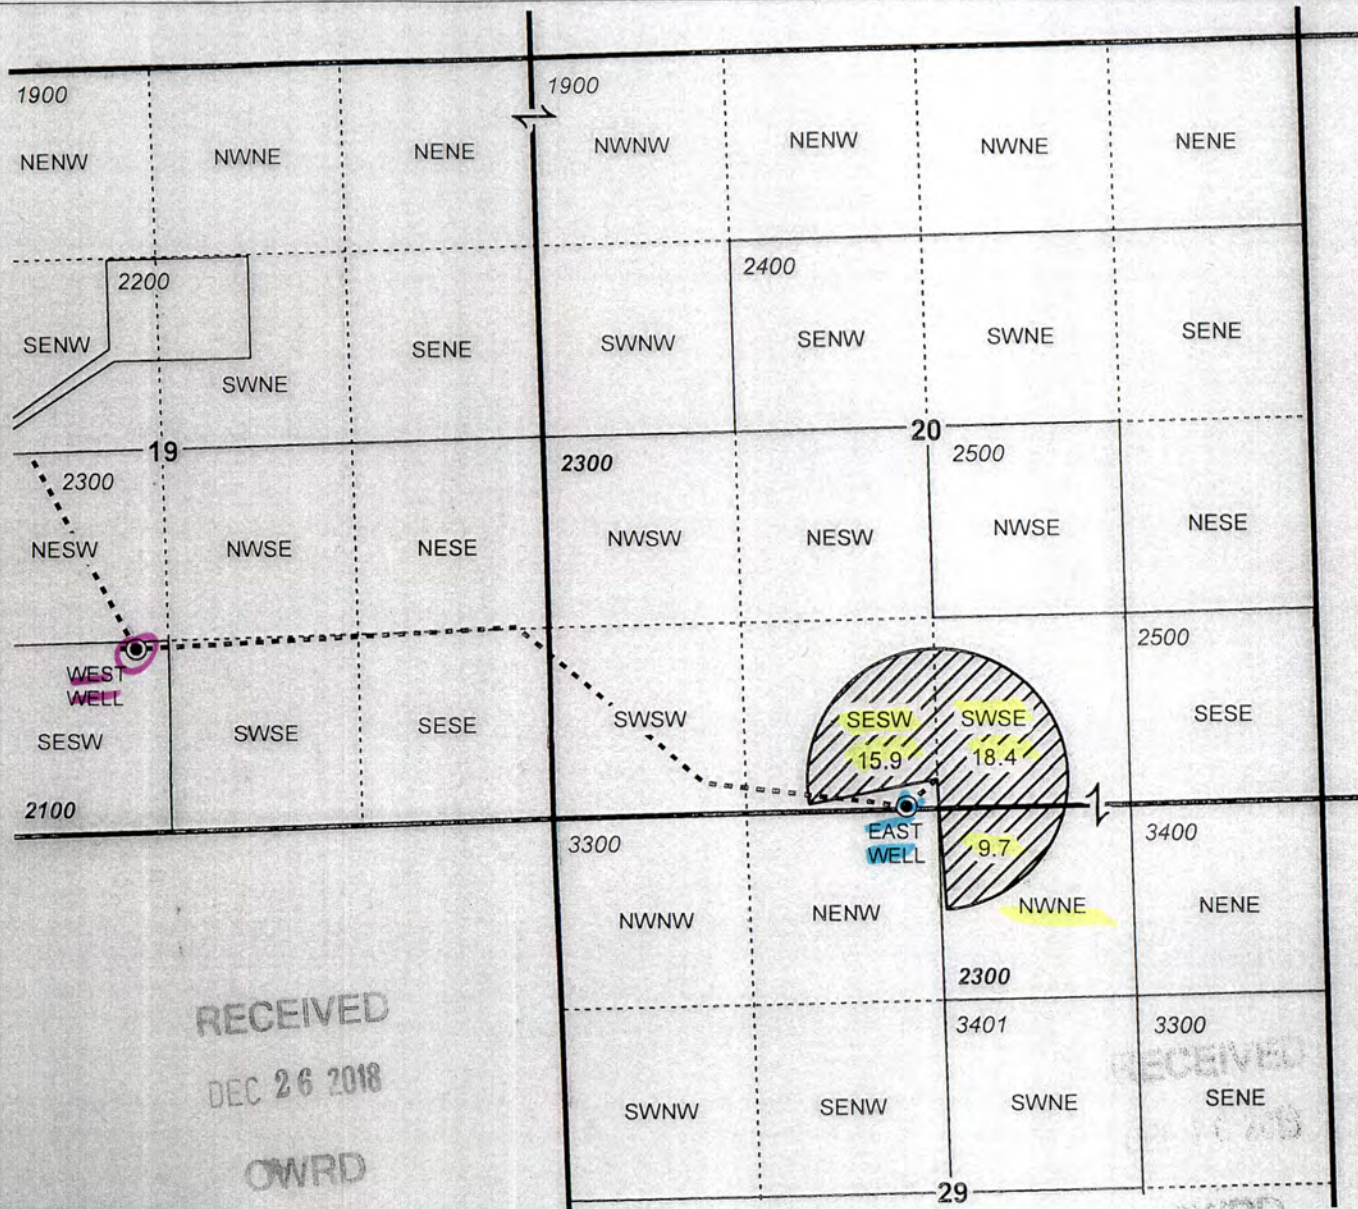 1900
1900
NENW
NWNE
NENE
NWNW
NENW
NWNE
NENE
2200
2400
SENW
SWNE
SENE
SWNW
SENW
SWNE
SENE
19
20
2300
2300
2500
NESW
NWSE
NESE
NWSW
NESW
NWSE
NESE
WEST
WELL
2500
SESW
SWSE
SESE
SWSW
SESW
15.9
SWSE
18.4
SESE
2100
EAST
WELL
3300
9.7
3400
NWNW
NENW
NWNE
NENE
2300
3401
3300
SWNW
SENW
SWNE
SENE
29
RECEIVED
DEC 26 2018
OWRD
RECEIVED